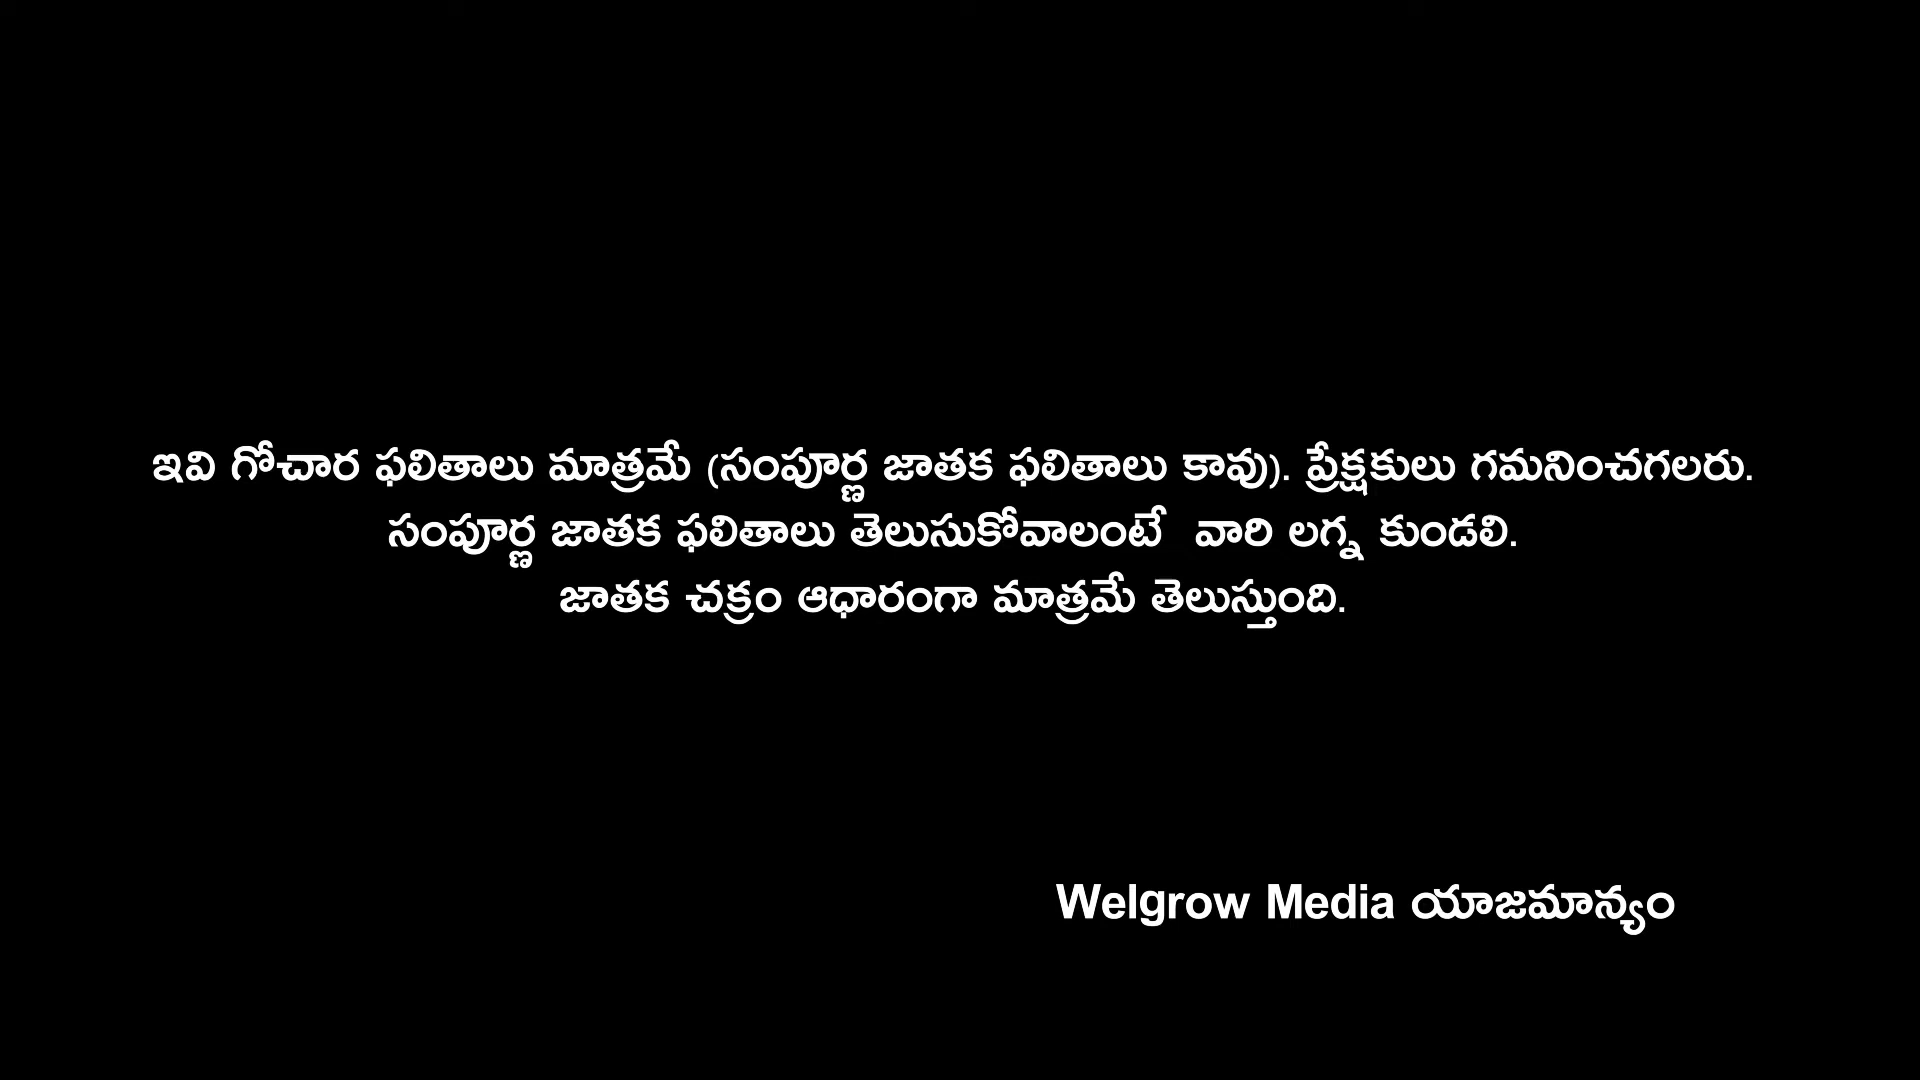 ఇవి గోచార ఫలితాలు మాత్రమే (సంపూర్ణ జాతక ఫలితాలు కావు). ప్రేక్షకులు గమనించగలరు.
సంపూర్ణ జాతక ఫలితాలు తెలుసుకోవాలంటే  వారి లగ్న కుండలి.
జాతక చక్రం ఆధారంగా మాత్రమే తెలుస్తుంది.
Welgrow Media యాజమాన్యం